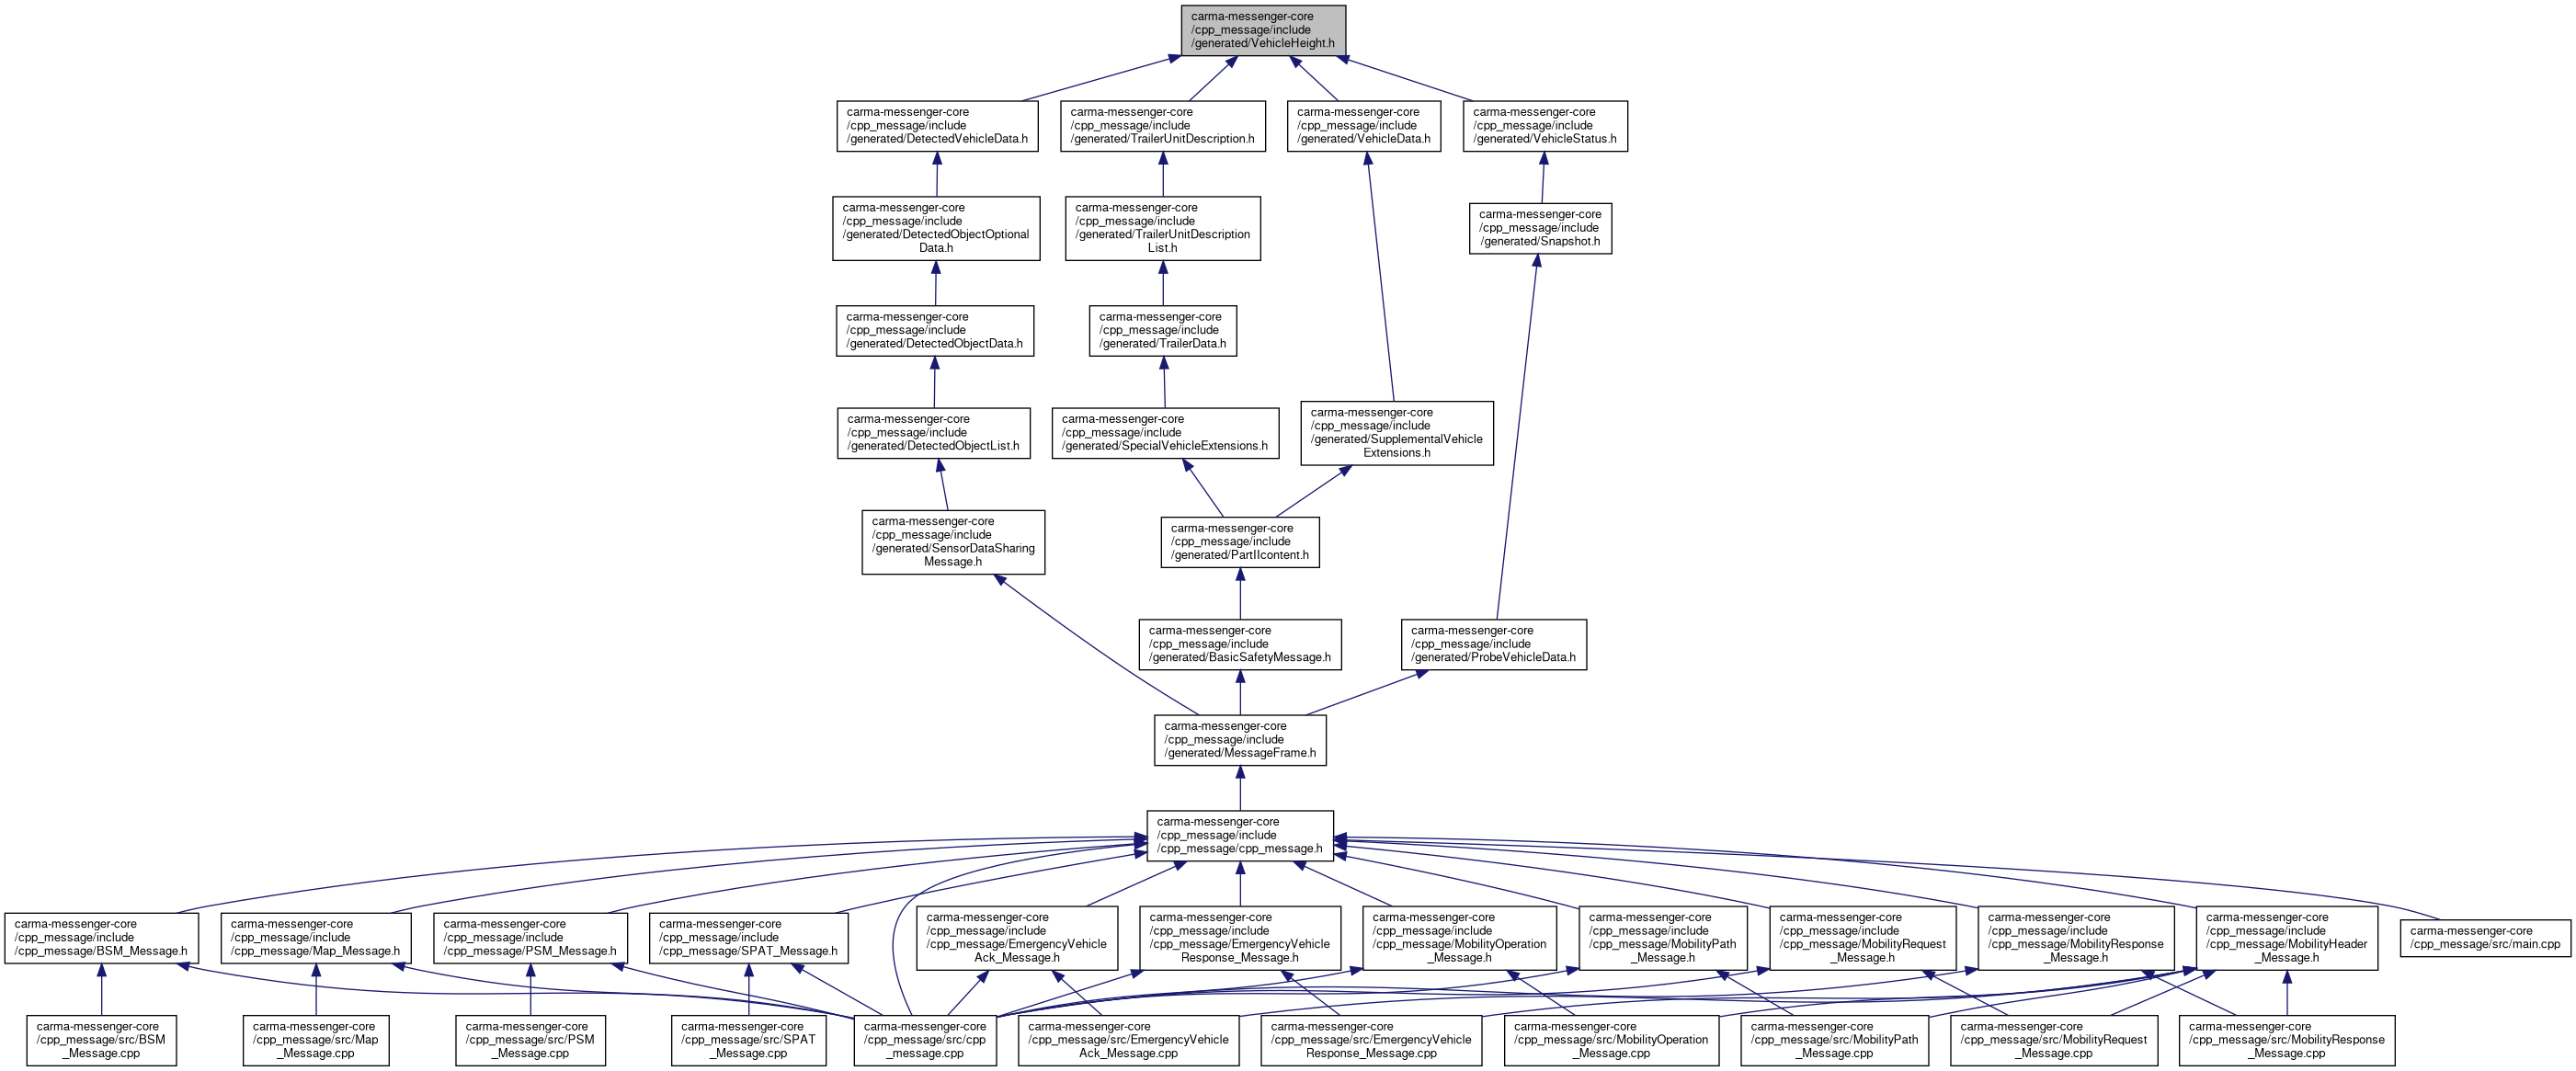 carma-messenger-core
/cpp_message/include
/generated/VehicleHeight.h
carma-messenger-core
/cpp_message/include
/generated/DetectedVehicleData.h
carma-messenger-core
/cpp_message/include
/generated/TrailerUnitDescription.h
carma-messenger-core
/cpp_message/include
/generated/VehicleData.h
carma-messenger-core
/cpp_message/include
/generated/VehicleStatus.h
carma-messenger-core
/cpp_message/include
/generated/DetectedObjectOptional
Data.h
carma-messenger-core
/cpp_message/include
/generated/TrailerUnitDescription
List.h
carma-messenger-core
/cpp_message/include
/generated/Snapshot.h
carma-messenger-core
/cpp_message/include
/generated/DetectedObjectData.h
carma-messenger-core
/cpp_message/include
/generated/TrailerData.h
carma-messenger-core
/cpp_message/include
/generated/DetectedObjectList.h
carma-messenger-core
/cpp_message/include
/generated/SpecialVehicleExtensions.h
carma-messenger-core
/cpp_message/include
/generated/SupplementalVehicle
Extensions.h
carma-messenger-core
/cpp_message/include
/generated/SensorDataSharing
Message.h
carma-messenger-core
/cpp_message/include
/generated/PartIIcontent.h
carma-messenger-core
/cpp_message/include
/generated/BasicSafetyMessage.h
carma-messenger-core
/cpp_message/include
/generated/ProbeVehicleData.h
carma-messenger-core
/cpp_message/include
/generated/MessageFrame.h
carma-messenger-core
/cpp_message/include
/cpp_message/cpp_message.h
carma-messenger-core
/cpp_message/include
/cpp_message/BSM_Message.h
carma-messenger-core
/cpp_message/include
/cpp_message/Map_Message.h
carma-messenger-core
/cpp_message/include
/cpp_message/PSM_Message.h
carma-messenger-core
/cpp_message/include
/cpp_message/SPAT_Message.h
carma-messenger-core
/cpp_message/include
/cpp_message/EmergencyVehicle
Ack_Message.h
carma-messenger-core
/cpp_message/include
/cpp_message/EmergencyVehicle
Response_Message.h
carma-messenger-core
/cpp_message/include
/cpp_message/MobilityOperation
_Message.h
carma-messenger-core
/cpp_message/include
/cpp_message/MobilityPath
_Message.h
carma-messenger-core
/cpp_message/include
/cpp_message/MobilityRequest
_Message.h
carma-messenger-core
/cpp_message/include
/cpp_message/MobilityResponse
_Message.h
carma-messenger-core
/cpp_message/include
/cpp_message/MobilityHeader
_Message.h
carma-messenger-core
/cpp_message/src/main.cpp
carma-messenger-core
/cpp_message/src/BSM
_Message.cpp
carma-messenger-core
/cpp_message/src/Map
_Message.cpp
carma-messenger-core
/cpp_message/src/PSM
_Message.cpp
carma-messenger-core
/cpp_message/src/SPAT
_Message.cpp
carma-messenger-core
/cpp_message/src/cpp
_message.cpp
carma-messenger-core
/cpp_message/src/EmergencyVehicle
Ack_Message.cpp
carma-messenger-core
/cpp_message/src/EmergencyVehicle
Response_Message.cpp
carma-messenger-core
/cpp_message/src/MobilityOperation
_Message.cpp
carma-messenger-core
/cpp_message/src/MobilityPath
_Message.cpp
carma-messenger-core
/cpp_message/src/MobilityRequest
_Message.cpp
carma-messenger-core
/cpp_message/src/MobilityResponse
_Message.cpp